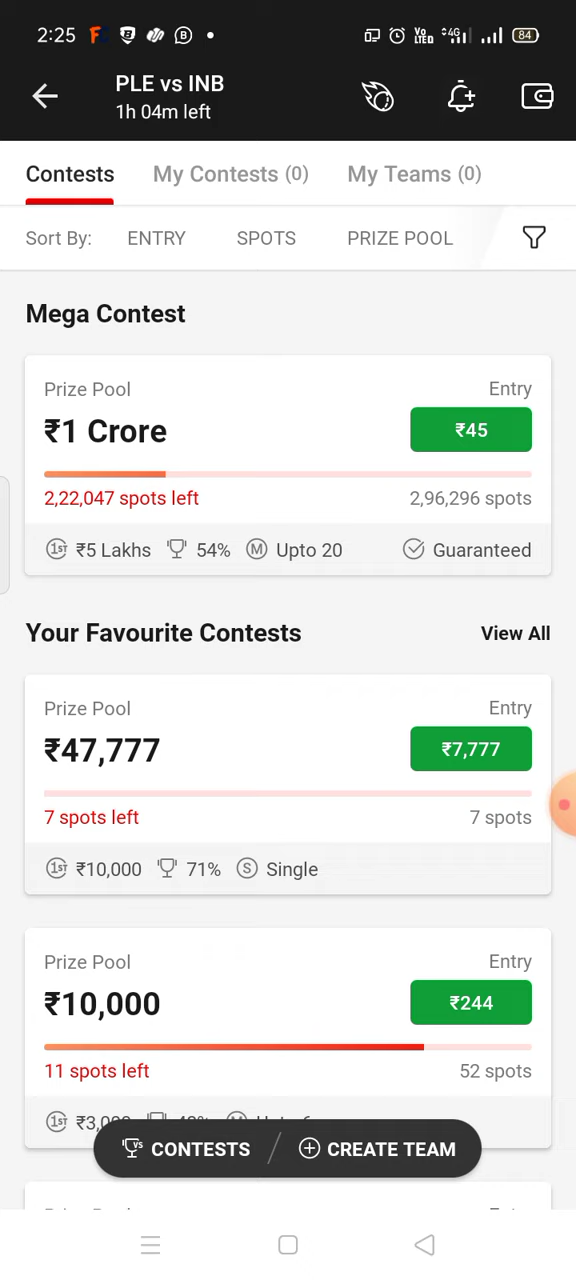 2:25 VoLTE 4G 84
PLE vs INB
1h 04m left
Contests My Contests (0) My Teams (0)
Sort By: ENTRY SPOTS PRIZE POOL
Mega Contest
Prize Pool Entry
₹1 Crore ₹45
2,22,047 spots left 2,96,296 spots
1ST ₹5 Lakhs 54% M Upto 20 Guaranteed
Your Favourite Contests View All
Prize Pool Entry
₹47,777 ₹7,777
7 spots left 7 spots
1ST ₹10,000 71% S Single
Prize Pool Entry
₹10,000 ₹244
11 spots left 52 spots
1ST
VS CONTESTS CREATE TEAM